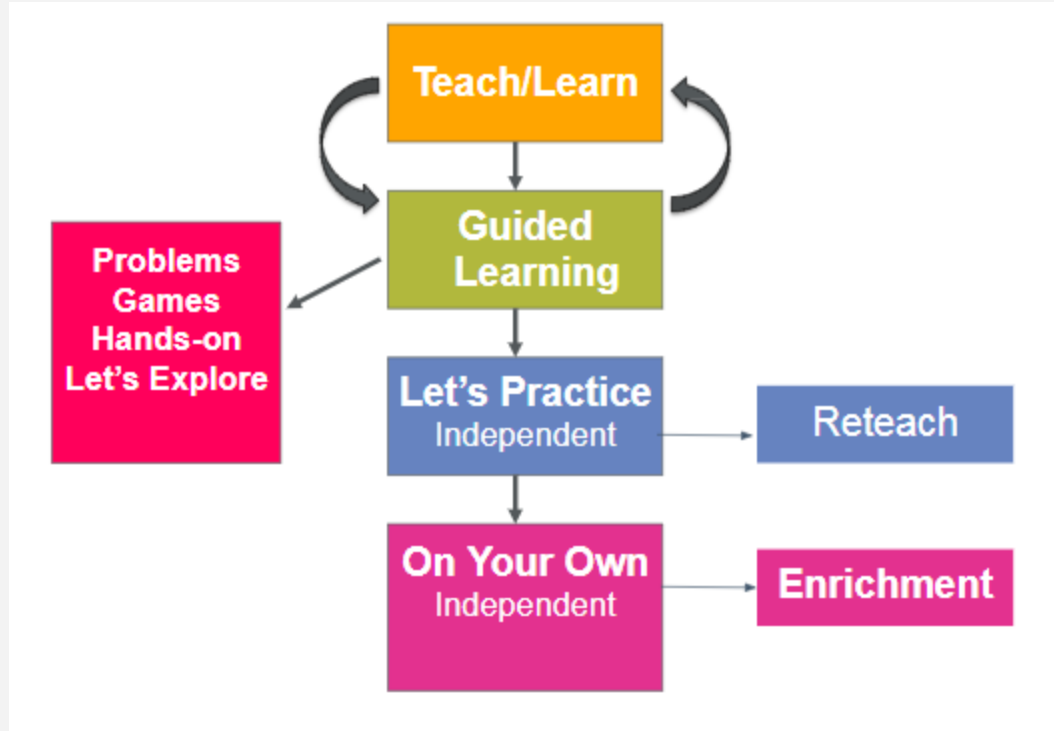 Teach/Learn
Guided
Learning
Problems
Games
Hands-on
Let's Explore
Let's Practice
Independent
Reteach
On Your Own
Independent
Enrichment